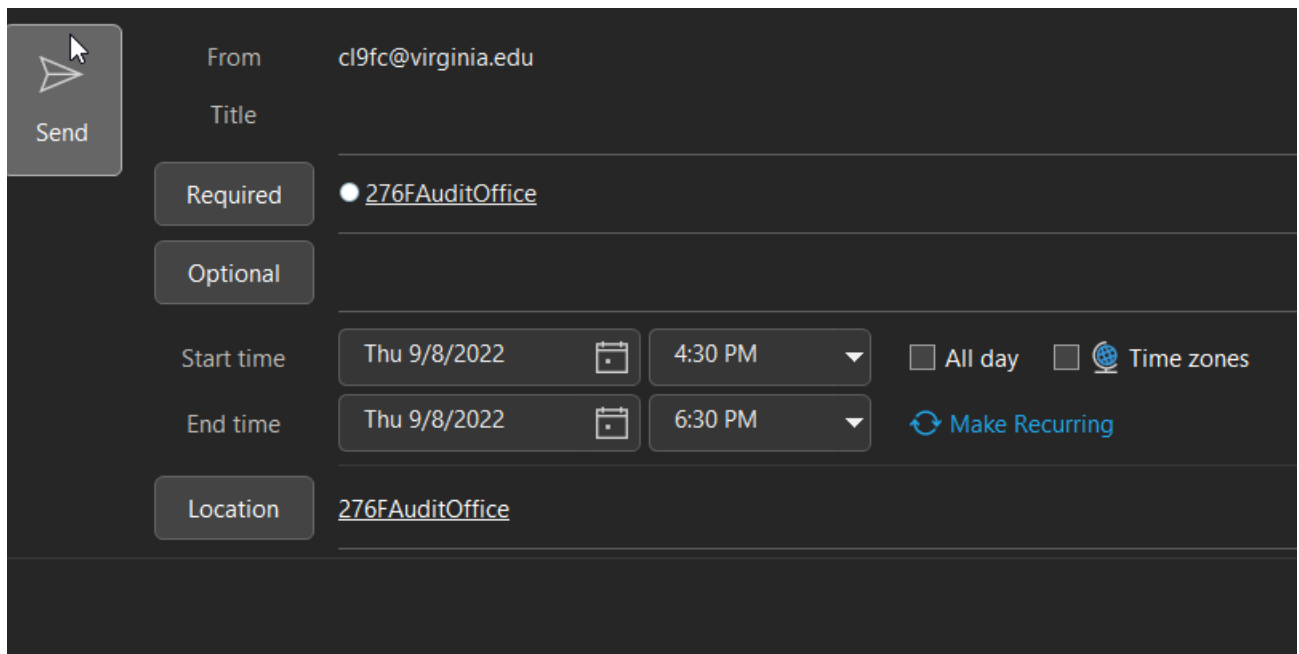 From cl9fc@virginia.edu
Title
Send
Required 276FAuditOffice
Optional
Start time Thu 9/8/2022 4:30 PM All day Time zones
End time Thu 9/8/2022 6:30 PM Make Recurring
Location 276FAuditOffice